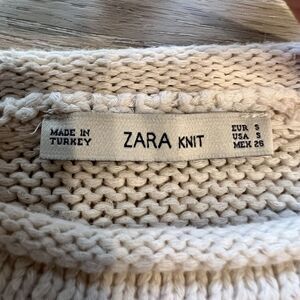 MADE IN
TURKEY
ZARA KNIT
EUR S
USA S
MEX 26